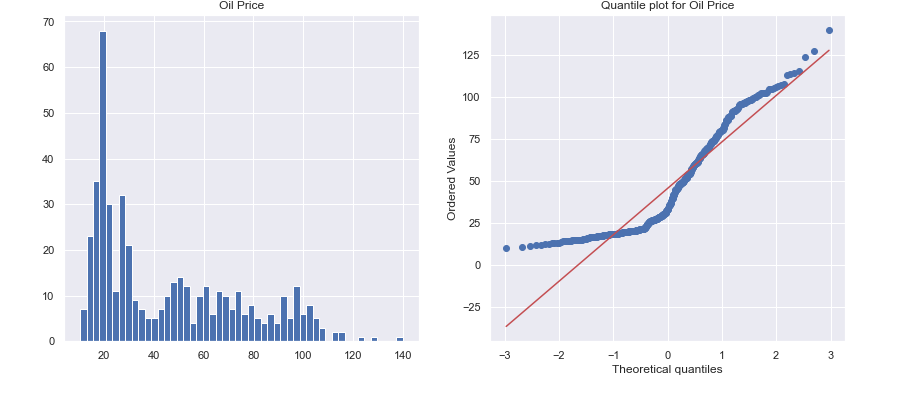 Oil Price
70
60
50
40
30
20
10
0
20 40 60 80 100 120 140
Quantile plot for Oil Price
Ordered Values
125
100
75
50
25
0
−25
−3 −2 −1 0 1 2 3
Theoretical quantiles